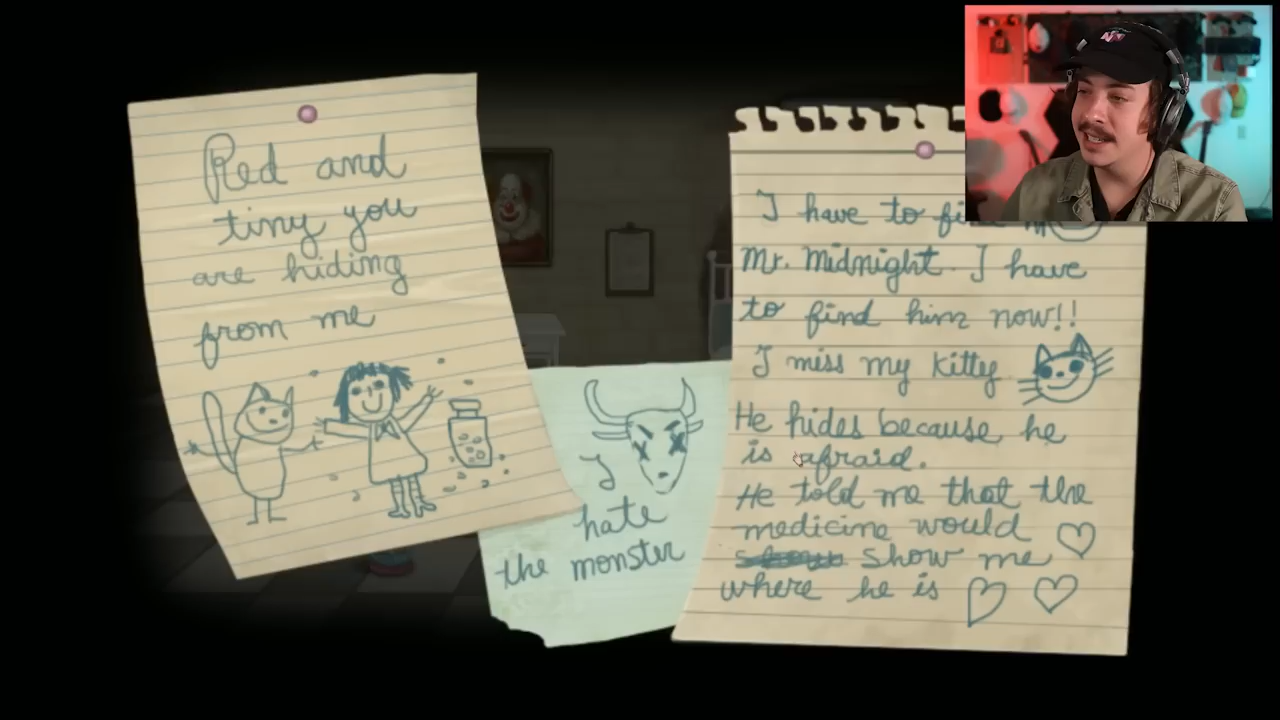 Red and
tiny you
are hiding
from me
I
hate
the monster
I have to
Mr. Midnight. I have
to find him now!!
I miss my Kitty
He hides because he
is afraid.
He told me that the
medicine would
show me
where he is